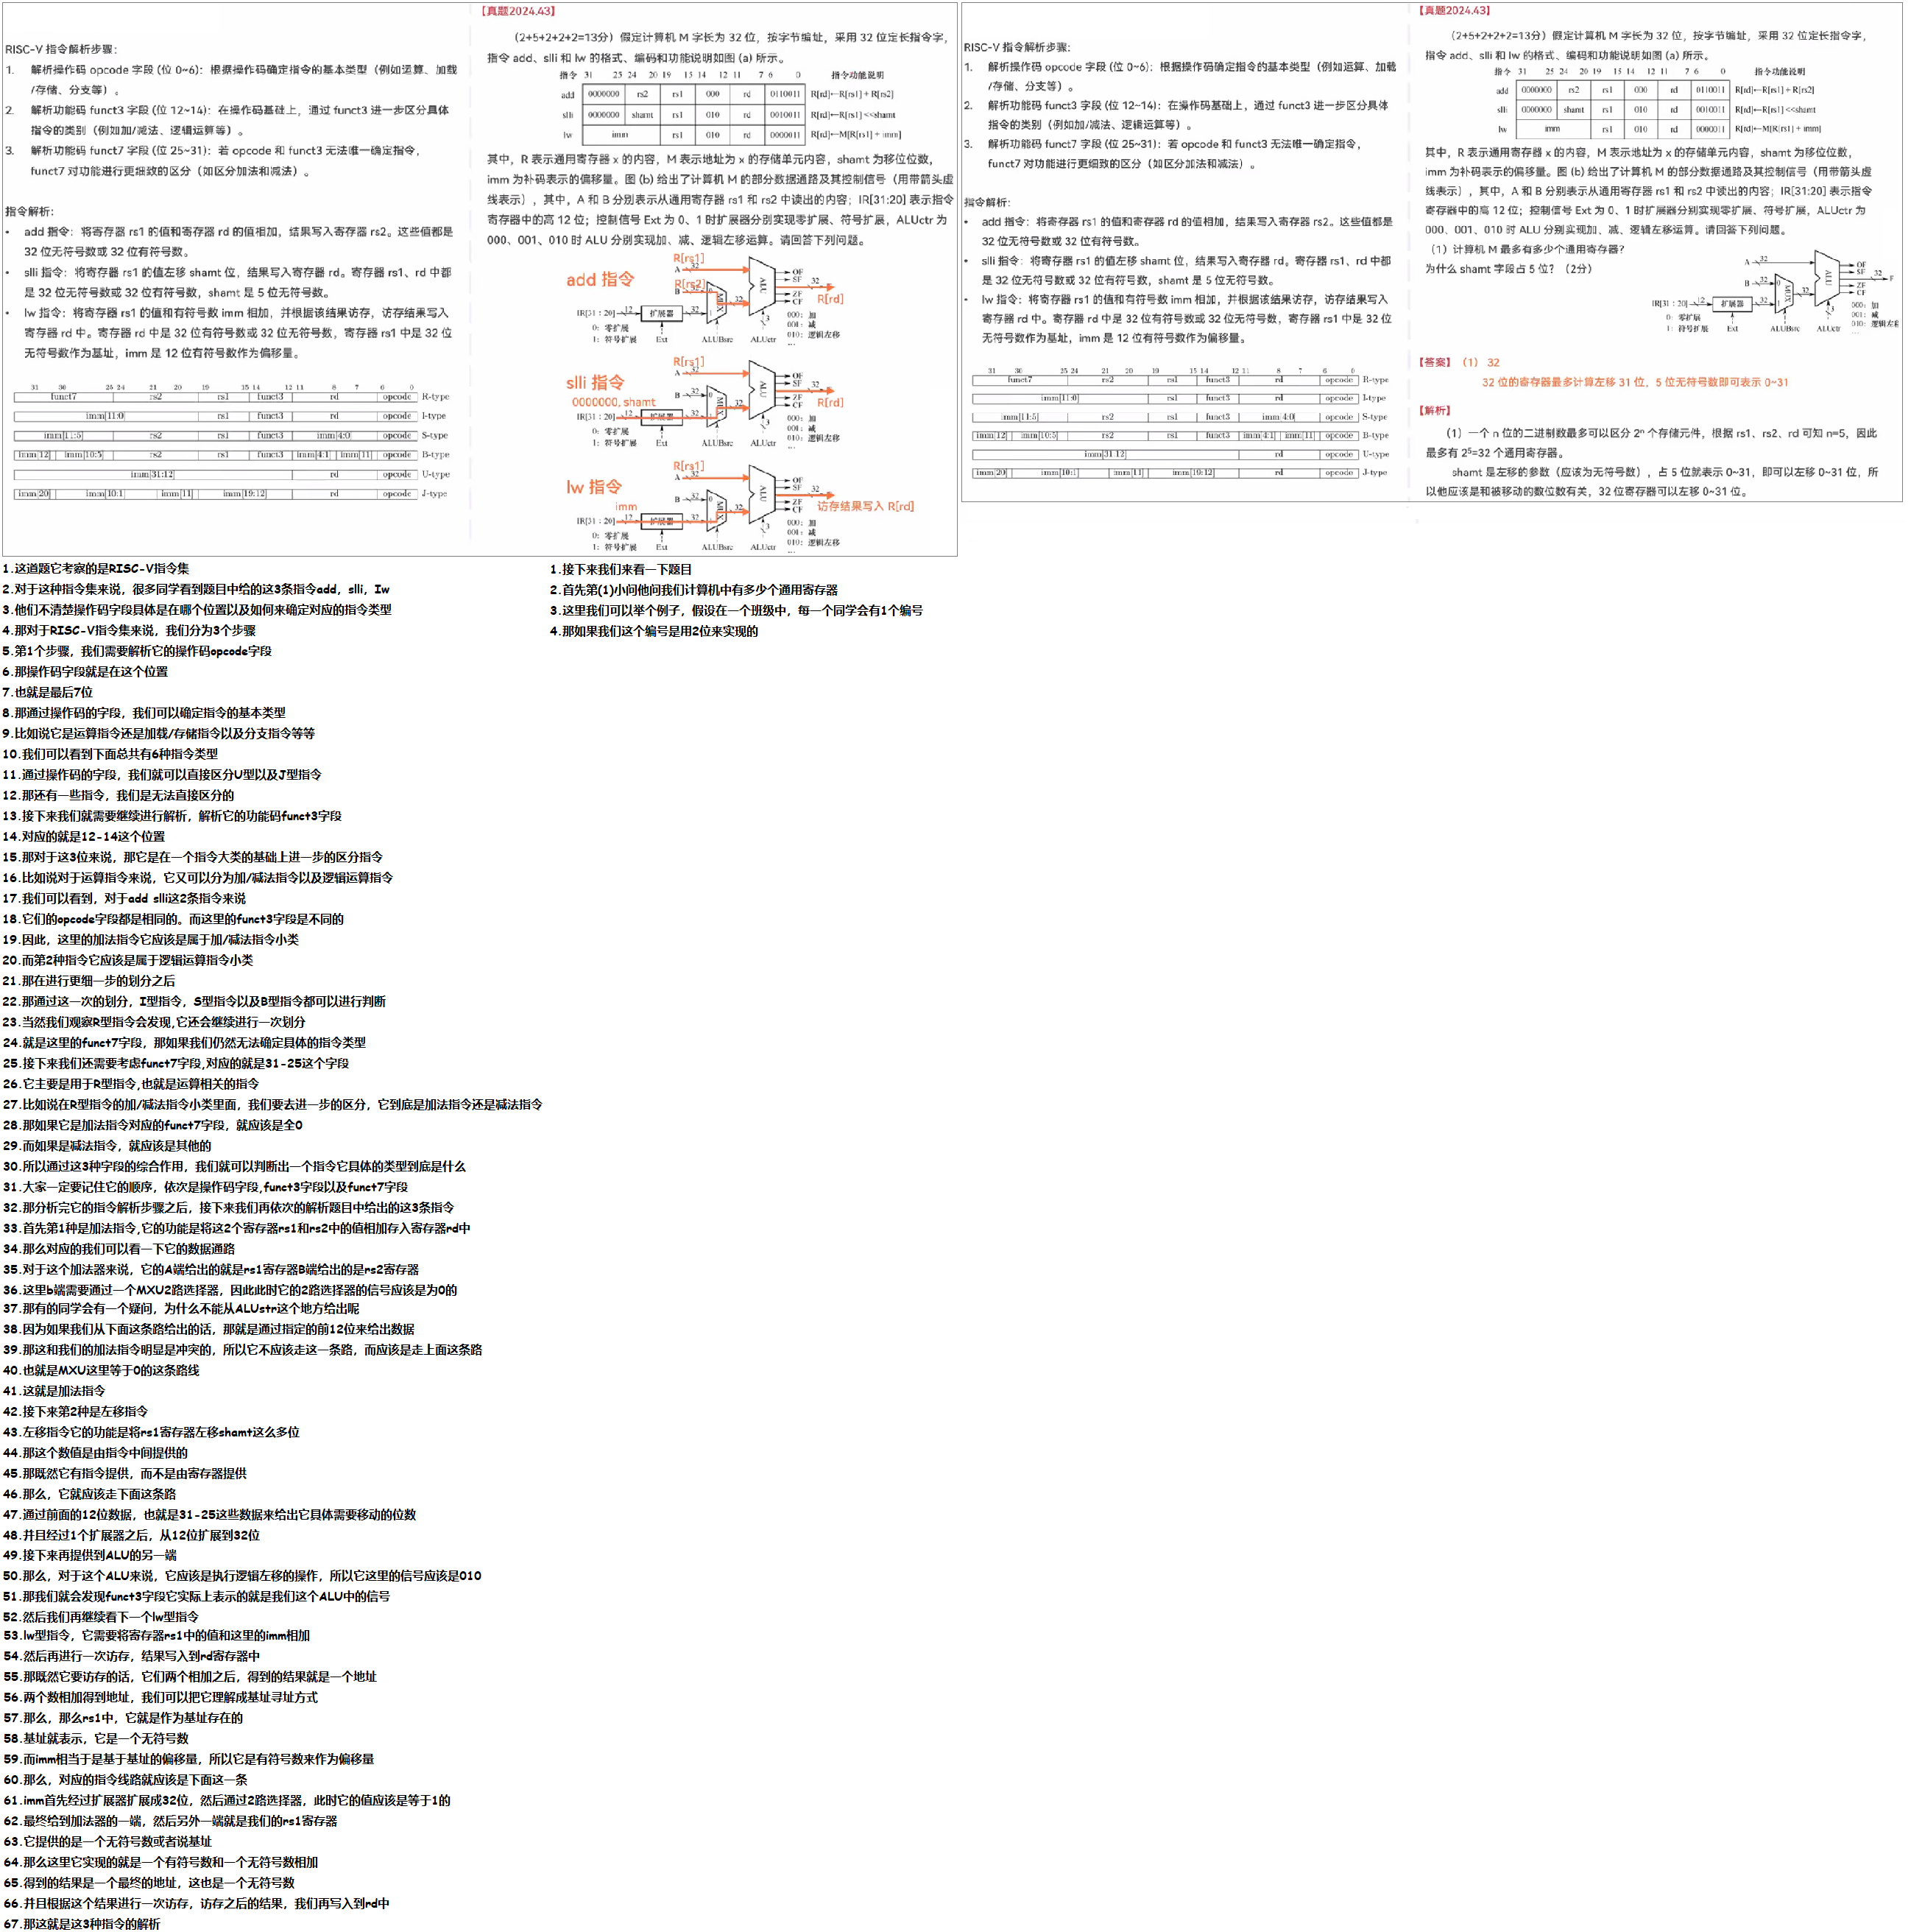 RISC-V 指令解析步骤：
1. 解析操作码 opcode 字段 (位 0~6)：根据操作码确定指令的基本类型（例如运算、加载
/存储、分支等）。
2. 解析功能码 funct3 字段 (位 12~14)：在操作码基础上，通过 funct3 进一步区分具体
指令的类别（例如加/减法、逻辑运算等）。
3. 解析功能码 funct7 字段 (位 25~31)：若 opcode 和 funct3 无法唯一确定指令，
funct7 对功能进行更细致的区分（如区分加法和减法）。
指令解析：
• add 指令：将寄存器 rs1 的值和寄存器 rd 的值相加，结果写入寄存器 rs2。这些值都是
32 位无符号数或 32 位有符号数。
• slli 指令：将寄存器 rs1 的值左移 shamt 位，结果写入寄存器 rd。寄存器 rs1、rd 中都
是 32 位无符号数或 32 位有符号数，shamt 是 5 位无符号数。
• lw 指令：将寄存器 rs1 的值和有符号数 imm 相加，并根据该结果访存，访存结果写入
寄存器 rd 中。寄存器 rd 中是 32 位有符号数或 32 位无符号数，寄存器 rs1 中是 32 位
无符号数作为基址，imm 是 12 位有符号数作为偏移量。
31 30 25 24 21 20 19 15 14 12 11 8 7 6 0
funct7 rs2 rs1 funct3 rd opcode R-type
imm[11:0] rs1 funct3 rd opcode I-type
imm[11:5] rs2 rs1 funct3 imm[4:0] opcode S-type
imm[12] imm[10:5] rs2 rs1 funct3 imm[4:1] imm[11] opcode B-type
imm[31:12] rd opcode U-type
imm[20] imm[10:1] imm[11] imm[19:12] rd opcode J-type
【真题2024.43】
（2+5+2+2+2=13分）假定计算机 M 字长为 32 位，按字节编址，采用 32 位定长指令字，
指令 add、slli 和 lw 的格式、编码和功能说明如图 (a) 所示。
指令 31 25 24 20 19 15 14 12 11 7 6 0 指令功能说明
add 0000000 rs2 rs1 000 rd 0110011 R[rd]←R[rs1] + R[rs2]
slli 0000000 shamt rs1 010 rd 0010011 R[rd]←R[rs1] <<shamt
lw imm rs1 010 rd 0000011 R[rd]←M[R[rs1] + imm]
其中，R 表示通用寄存器 x 的内容，M 表示地址为 x 的存储单元内容，shamt 为移位位数，
imm 为补码表示的偏移量。图 (b) 给出了计算机 M 的部分数据通路及其控制信号（用带箭头虚
线表示），其中，A 和 B 分别表示从通用寄存器 rs1 和 rs2 中读出的内容；IR[31:20] 表示指令
寄存器中的高 12 位；控制信号 Ext 为 0、1 时扩展器分别实现零扩展、符号扩展，ALUctr 为
000、001、010 时 ALU 分别实现加、减、逻辑左移运算。请回答下列问题。
add 指令
R[rs1]
A 32
R[rs2]
B 32 0 MUX 32 ALU OF SF 32 ZF CF
R[rd]
IR[31：20] 12 扩展器 32 1 3
0：零扩展
1：符号扩展 Ext ALUBsrc ALUctr
000：加
001：减
010：逻辑左移
...
slli 指令
R[rs1]
A
0000000, shamt
B 32 0 MUX 32 ALU OF SF 32 ZF CF
R[rd]
IR[31：20] 12 扩展器 32 1 3
0：零扩展
1：符号扩展 Ext ALUBsrc ALUctr
000：加
001：减
010：逻辑左移
...
lw 指令
R[rs1]
A
imm
B 32 0 MUX 32 ALU OF SF 32 ZF CF
访存结果写入 R[rd]
IR[31：20] 12 扩展器 32 1 3
0：零扩展
1：符号扩展 Ext ALUBsrc ALUctr
000：加
001：减
010：逻辑左移
...
RISC-V 指令解析步骤：
1. 解析操作码 opcode 字段 (位 0~6)：根据操作码确定指令的基本类型（例如运算、加载
/存储、分支等）。
2. 解析功能码 funct3 字段 (位 12~14)：在操作码基础上，通过 funct3 进一步区分具体
指令的类别（例如加/减法、逻辑运算等）。
3. 解析功能码 funct7 字段 (位 25~31)：若 opcode 和 funct3 无法唯一确定指令，
funct7 对功能进行更细致的区分（如区分加法和减法）。
指令解析：
• add 指令：将寄存器 rs1 的值和寄存器 rd 的值相加，结果写入寄存器 rs2。这些值都是
32 位无符号数或 32 位有符号数。
• slli 指令：将寄存器 rs1 的值左移 shamt 位，结果写入寄存器 rd。寄存器 rs1、rd 中都
是 32 位无符号数或 32 位有符号数，shamt 是 5 位无符号数。
• lw 指令：将寄存器 rs1 的值和有符号数 imm 相加，并根据该结果访存，访存结果写入
寄存器 rd 中。寄存器 rd 中是 32 位有符号数或 32 位无符号数，寄存器 rs1 中是 32 位
无符号数作为基址，imm 是 12 位有符号数作为偏移量。
31 30 25 24 21 20 19 15 14 12 11 8 7 6 0
funct7 rs2 rs1 funct3 rd opcode R-type
imm[11:0] rs1 funct3 rd opcode I-type
imm[11:5] rs2 rs1 funct3 imm[4:0] opcode S-type
imm[12] imm[10:5] rs2 rs1 funct3 imm[4:1] imm[11] opcode B-type
imm[31:12] rd opcode U-type
imm[20] imm[10:1] imm[11] imm[19:12] rd opcode J-type
【真题2024.43】
（2+5+2+2+2=13分）假定计算机 M 字长为 32 位，按字节编址，采用 32 位定长指令字，
指令 add、slli 和 lw 的格式、编码和功能说明如图 (a) 所示。
指令 31 25 24 20 19 15 14 12 11 7 6 0 指令功能说明
add 0000000 rs2 rs1 000 rd 0110011 R[rd]←R[rs1] + R[rs2]
slli 0000000 shamt rs1 010 rd 0010011 R[rd]←R[rs1] <<shamt
lw imm rs1 010 rd 0000011 R[rd]←M[R[rs1] + imm]
其中，R 表示通用寄存器 x 的内容，M 表示地址为 x 的存储单元内容，shamt 为移位位数，
imm 为补码表示的偏移量。图 (b) 给出了计算机 M 的部分数据通路及其控制信号（用带箭头虚
线表示），其中，A 和 B 分别表示从通用寄存器 rs1 和 rs2 中读出的内容；IR[31:20] 表示指令
寄存器中的高 12 位；控制信号 Ext 为 0、1 时扩展器分别实现零扩展、符号扩展，ALUctr 为
000、001、010 时 ALU 分别实现加、减、逻辑左移运算。请回答下列问题。
（1）计算机 M 最多有多少个通用寄存器？
为什么 shamt 字段占 5 位？（2分）
A 32
B 32 0 MUX 32 ALU OF SF 32 F ZF CF
IR[31：20] 12 扩展器 32 1 3
0：零扩展
1：符号扩展 Ext ALUBsrc ALUctr
000：加
001：减
010：逻辑左移
...
【答案】（1） 32
32 位的寄存器最多计算左移 31 位，5 位无符号数即可表示 0~31
【解析】
（1）一个 n 位的二进制数最多可以区分 2ⁿ 个存储元件，根据 rs1、rs2、rd 可知 n=5，因此
最多有 2⁵=32 个通用寄存器。
shamt 是左移的参数（应该为无符号数），占 5 位就表示 0~31，即可以左移 0~31 位，所
以他应该是和被移动的数位数有关，32 位寄存器可以左移 0~31 位。
1.这道题它考察的是RISC-V指令集
2.对于这种指令集来说，很多同学看到题目中给的这3条指令add，slli，Iw
3.他们不清楚操作码字段具体是在哪个位置以及如何来确定对应的指令类型
4.那对于RISC-V指令集来说，我们分为3个步骤
5.第1个步骤，我们需要解析它的操作码opcode字段
6.那操作码字段就是在这个位置
7.也就是最后7位
8.那通过操作码的字段，我们可以确定指令的基本类型
9.比如说它是运算指令还是加载/存储指令以及分支指令等等
10.我们可以看到下面总共有6种指令类型
11.通过操作码的字段，我们就可以直接区分U型以及J型指令
12.那还有一些指令，我们是无法直接区分的
13.接下来我们就需要继续进行解析，解析它的功能码funct3字段
14.对应的就是12-14这个位置
15.那对于这3位来说，那它是在一个指令大类的基础上进一步的区分指令
16.比如说对于运算指令来说，它又可以分为加/减法指令以及逻辑运算指令
17.我们可以看到，对于add slli这2条指令来说
18.它们的opcode字段都是相同的。而这里的funct3字段是不同的
19.因此，这里的加法指令它应该是属于加/减法指令小类
20.而第2种指令它应该是属于逻辑运算指令小类
21.那在进行更细一步的划分之后
22.那通过这一次的划分，I型指令，S型指令以及B型指令都可以进行判断
23.当然我们观察R型指令会发现,它还会继续进行一次划分
24.就是这里的funct7字段，那如果我们仍然无法确定具体的指令类型
25.接下来我们还需要考虑funct7字段,对应的就是31-25这个字段
26.它主要是用于R型指令,也就是运算相关的指令
27.比如说在R型指令的加/减法指令小类里面，我们要去进一步的区分，它到底是加法指令还是减法指令
28.那如果它是加法指令对应的funct7字段，就应该是全0
29.而如果是减法指令，就应该是其他的
30.所以通过这3种字段的综合作用，我们就可以判断出一个指令它具体的类型到底是什么
31.大家一定要记住它的顺序，依次是操作码字段,funct3字段以及funct7字段
32.那分析完它的指令解析步骤之后，接下来我们再依次的解析题目中给出的这3条指令
33.首先第1种是加法指令,它的功能是将这2个寄存器rs1和rs2中的值相加存入寄存器rd中
34.那么对应的我们可以看一下它的数据通路
35.对于这个加法器来说，它的A端给出的就是rs1寄存器B端给出的是rs2寄存器
36.这里b端需要通过一个MXU2路选择器，因此此时它的2路选择器的信号应该是为0的
37.那有的同学会有一个疑问，为什么不能从ALUstr这个地方给出呢
38.因为如果我们从下面这条路给出的话，那就是通过指定的前12位来给出数据
39.那这和我们的加法指令明显是冲突的，所以它不应该走这一条路，而应该是走上面这条路
40.也就是MXU这里等于0的这条路线
41.这就是加法指令
42.接下来第2种是左移指令
43.左移指令它的功能是将rs1寄存器左移shamt这么多位
44.那这个数值是由指令中间提供的
45.那既然它有指令提供，而不是由寄存器提供
46.那么，它就应该走下面这条路
47.通过前面的12位数据，也就是31-25这些数据来给出它具体需要移动的位数
48.并且经过1个扩展器之后，从12位扩展到32位
49.接下来再提供到ALU的另一端
50.那么，对于这个ALU来说，它应该是执行逻辑左移的操作，所以它这里的信号应该是010
51.那我们就会发现funct3字段它实际上表示的就是我们这个ALU中的信号
52.然后我们再继续看下一个lw型指令
53.lw型指令，它需要将寄存器rs1中的值和这里的imm相加
54.然后再进行一次访存，结果写入到rd寄存器中
55.那既然它要访存的话，它们两个相加之后，得到的结果就是一个地址
56.两个数相加得到地址，我们可以把它理解成基址寻址方式
57.那么，那么rs1中，它就是作为基址存在的
58.基址就表示，它是一个无符号数
59.而imm相当于是基于基址的偏移量，所以它是有符号数来作为偏移量
60.那么，对应的指令线路就应该是下面这一条
61.imm首先经过扩展器扩展成32位，然后通过2路选择器，此时它的值应该是等于1的
62.最终给到加法器的一端，然后另外一端就是我们的rs1寄存器
63.它提供的是一个无符号数或者说基址
64.那么这里它实现的就是一个有符号数和一个无符号数相加
65.得到的结果是一个最终的地址，这也是一个无符号数
66.并且根据这个结果进行一次访存，访存之后的结果，我们再写入到rd中
67.那这就是这3种指令的解析
1.接下来我们来看一下题目
2.首先第(1)小问他问我们计算机中有多少个通用寄存器
3.这里我们可以举个例子，假设在一个班级中，每一个同学会有1个编号
4.那如果我们这个编号是用2位来实现的